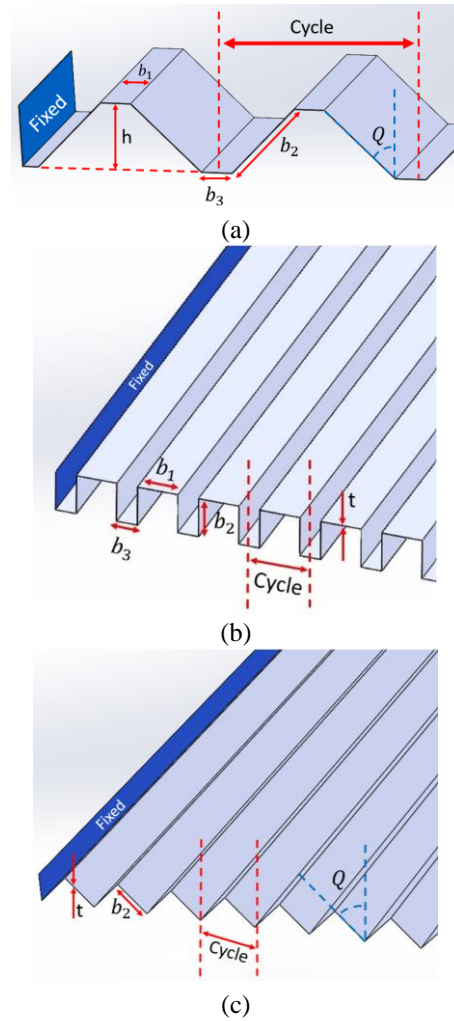 Cycle
b₁
Fixed
h
b₂
Q
b₃
(a)
Fixed
b₁
t
b₂
b₃
Cycle
(b)
Fixed
Q
t
b₂
Cycle
(c)